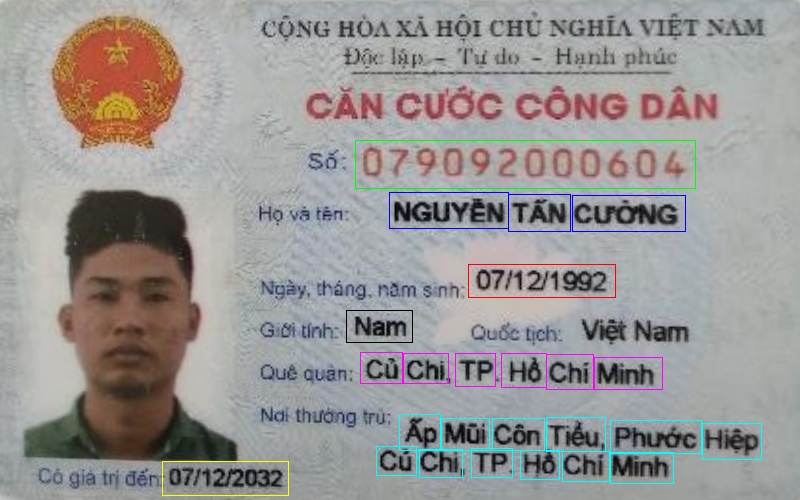 CỘNG HÒA XÃ HỘI CHỦ NGHĨA VIỆT NAM
Độc lập - Tự do - Hạnh phúc
CĂN CƯỚC CÔNG DÂN
Số: 079092000604
Họ và tên: NGUYỄN TẤN CƯỜNG
Ngày, tháng, năm sinh: 07/12/1992
Giới tính: Nam Quốc tịch: Việt Nam
Quê quán: Củ Chi, TP. Hồ Chí Minh
Nơi thường trú: Ấp Mũi Côn Tiểu, Phước Hiệp
Củ Chi, TP. Hồ Chí Minh
Có giá trị đến: 07/12/2032